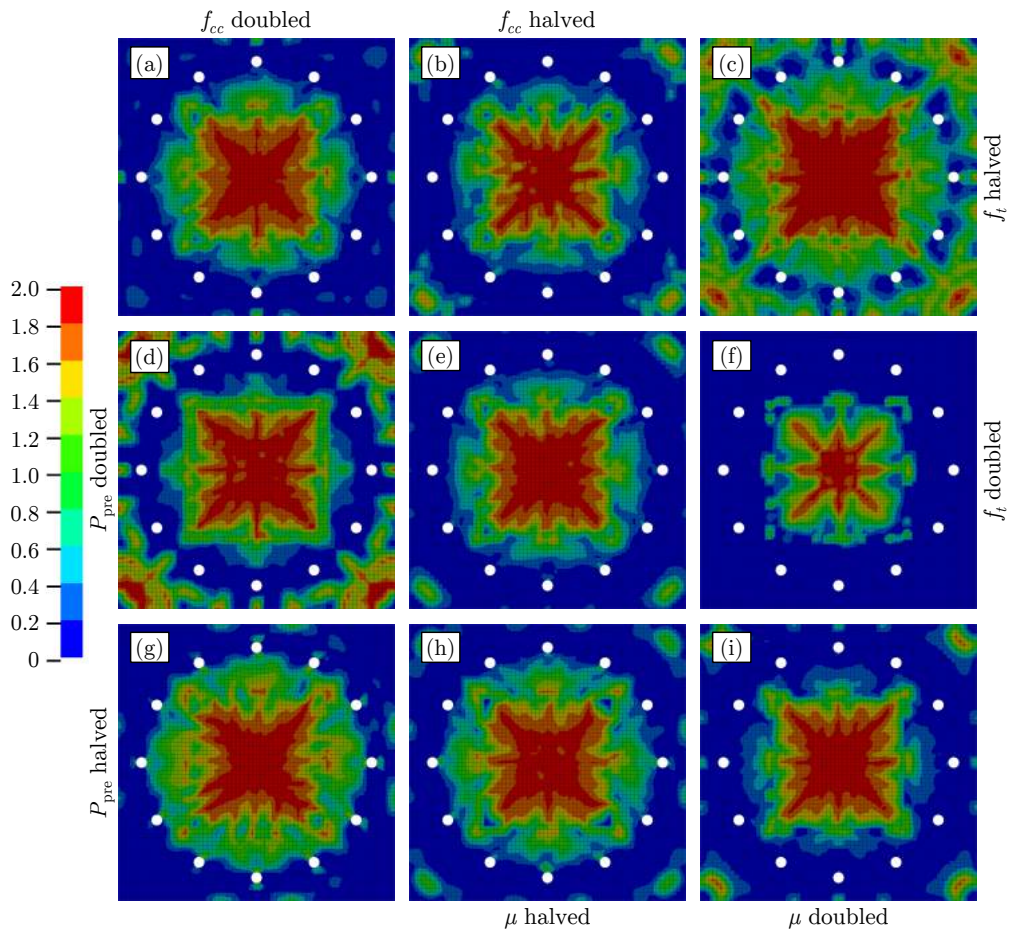 f_cc doubled
f_cc halved
(a)
(b)
(c)
f_t halved
2.0
1.8
1.6
1.4
1.2
1.0
0.8
0.6
0.4
0.2
0
P_pre doubled
(d)
(e)
(f)
f_t doubled
P_pre halved
(g)
(h)
(i)
μ halved
μ doubled